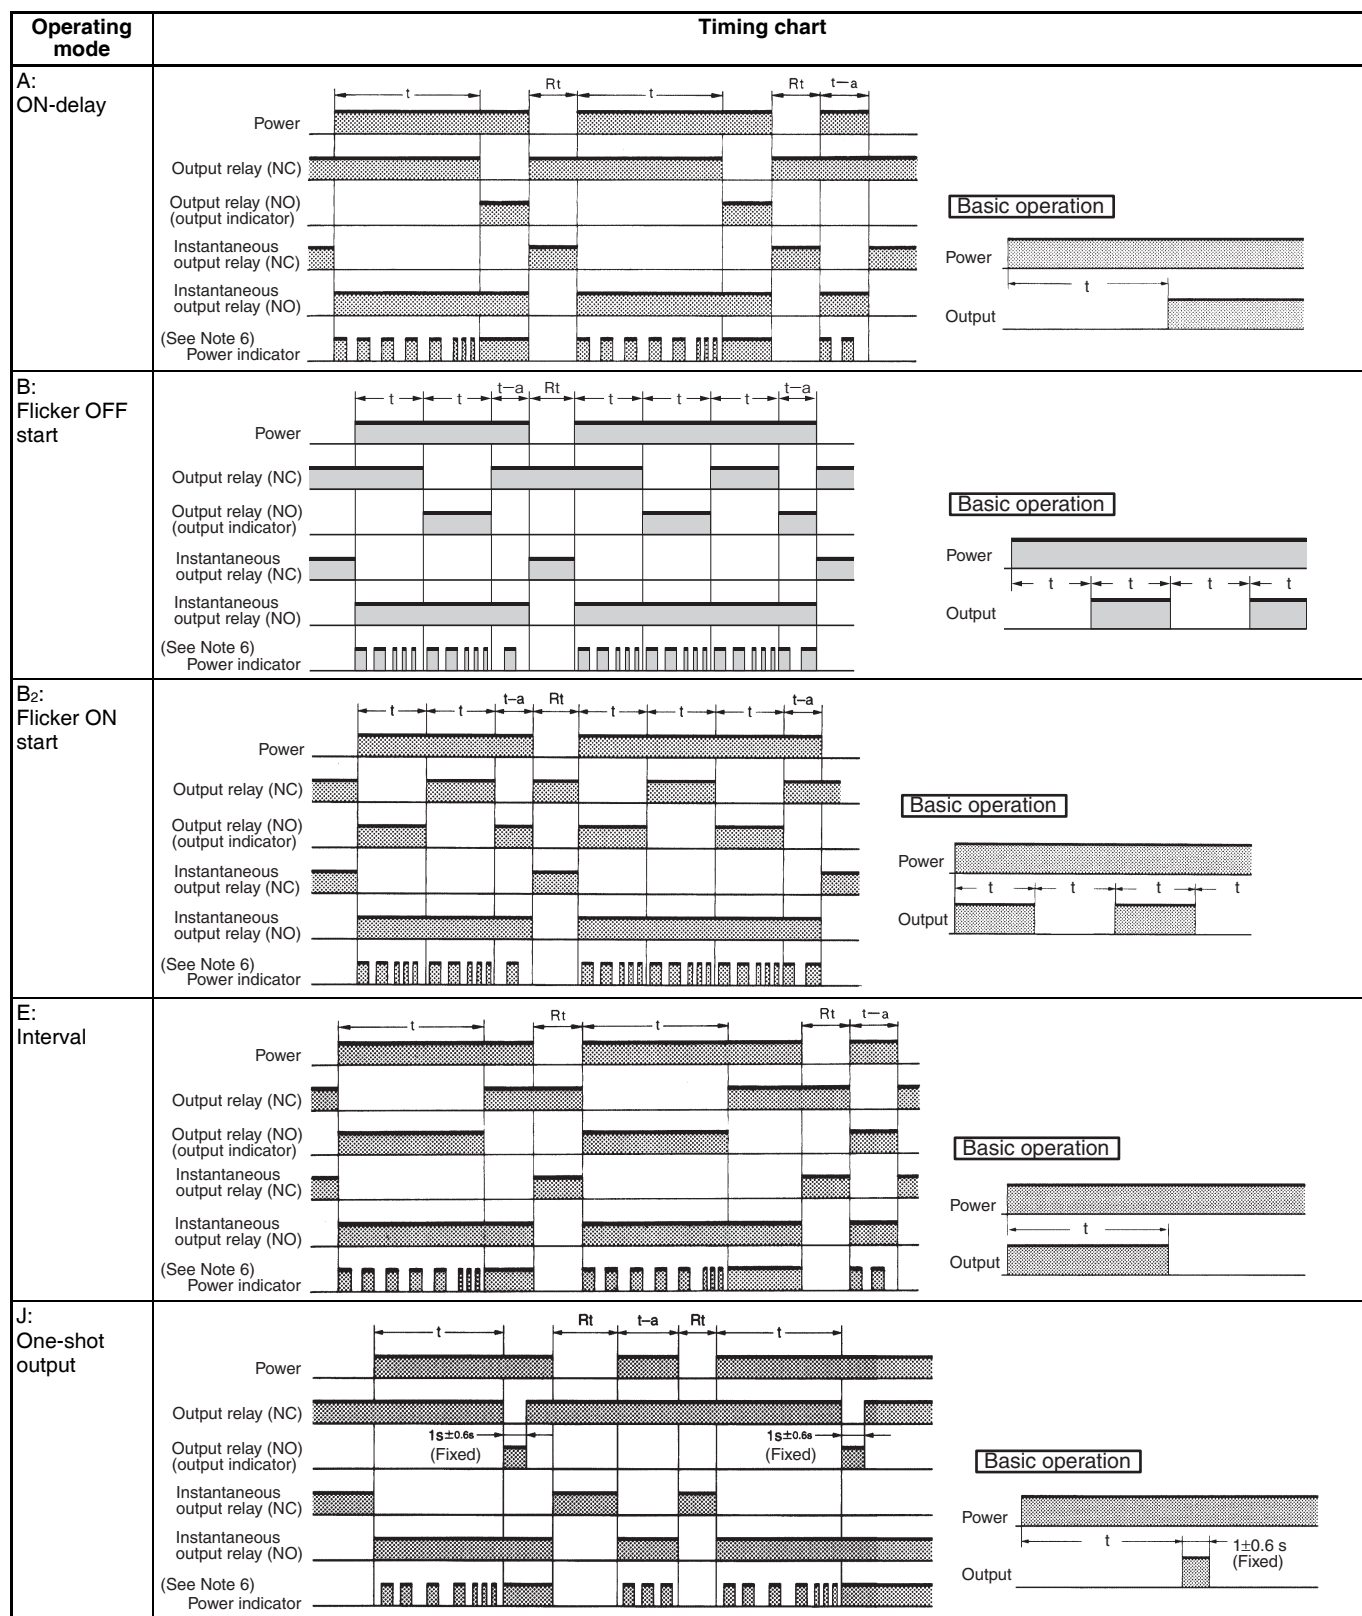 Operating
mode
Timing chart
A:
ON-delay
t Rt t Rt t—a
Power
Output relay (NC)
Output relay (NO)
(output indicator)
Instantaneous
output relay (NC)
Instantaneous
output relay (NO)
(See Note 6)
Power indicator
Basic operation
Power
t
Output
B:
Flicker OFF
start
t t t—a Rt t t t t—a
Power
Output relay (NC)
Output relay (NO)
(output indicator)
Instantaneous
output relay (NC)
Instantaneous
output relay (NO)
(See Note 6)
Power indicator
Basic operation
Power
t t t t
Output
B2:
Flicker ON
start
t t t–a Rt t t t t–a
Power
Output relay (NC)
Output relay (NO)
(output indicator)
Instantaneous
output relay (NC)
Instantaneous
output relay (NO)
(See Note 6)
Power indicator
Basic operation
Power
t t t t
Output
E:
Interval
t Rt t Rt t—a
Power
Output relay (NC)
Output relay (NO)
(output indicator)
Instantaneous
output relay (NC)
Instantaneous
output relay (NO)
(See Note 6)
Power indicator
Basic operation
Power
t
Output
J:
One-shot
output
t Rt t–a Rt t
Power
Output relay (NC)
1s±0.6s 1s±0.6s
(Fixed) (Fixed)
Output relay (NO)
(output indicator)
Instantaneous
output relay (NC)
Instantaneous
output relay (NO)
(See Note 6)
Power indicator
Basic operation
Power
t 1±0.6 s
(Fixed)
Output